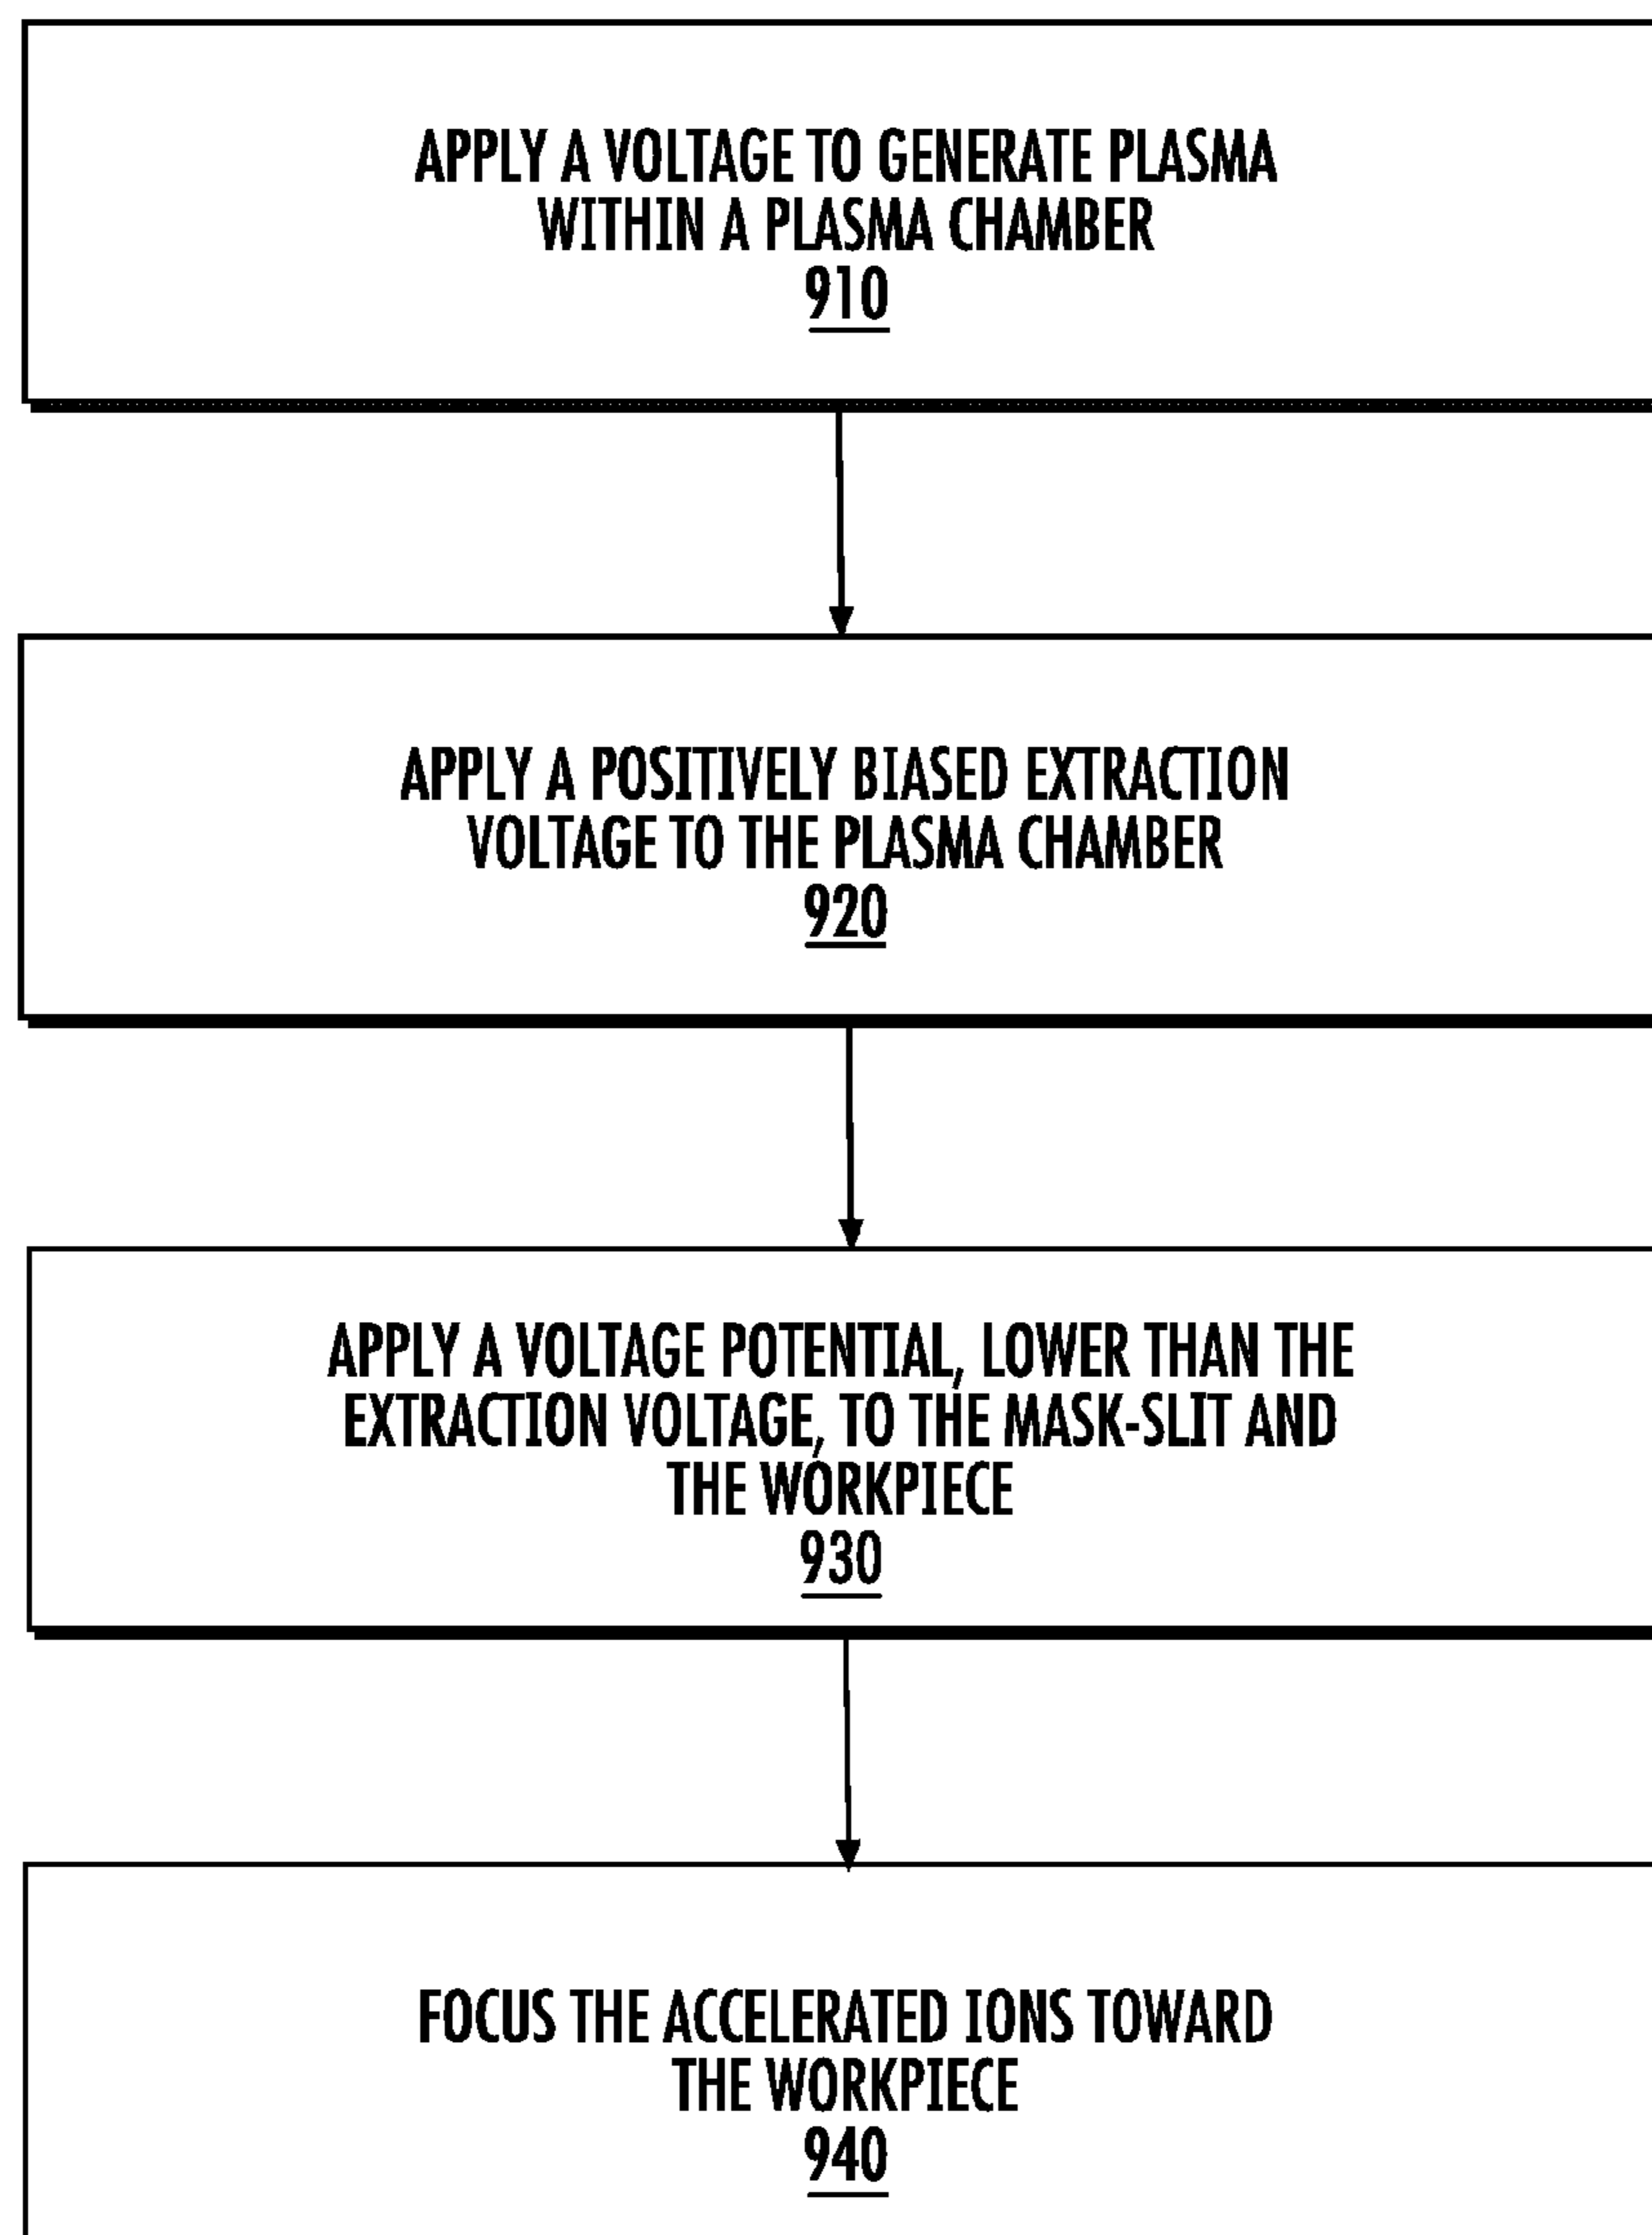 APPLY A VOLTAGE TO GENERATE PLASMA
WITHIN A PLASMA CHAMBER
910
APPLY A POSITIVELY BIASED EXTRACTION
VOLTAGE TO THE PLASMA CHAMBER
920
APPLY A VOLTAGE POTENTIAL, LOWER THAN THE
EXTRACTION VOLTAGE, TO THE MASK-SLIT AND
THE WORKPIECE
930
FOCUS THE ACCELERATED IONS TOWARD
THE WORKPIECE
940